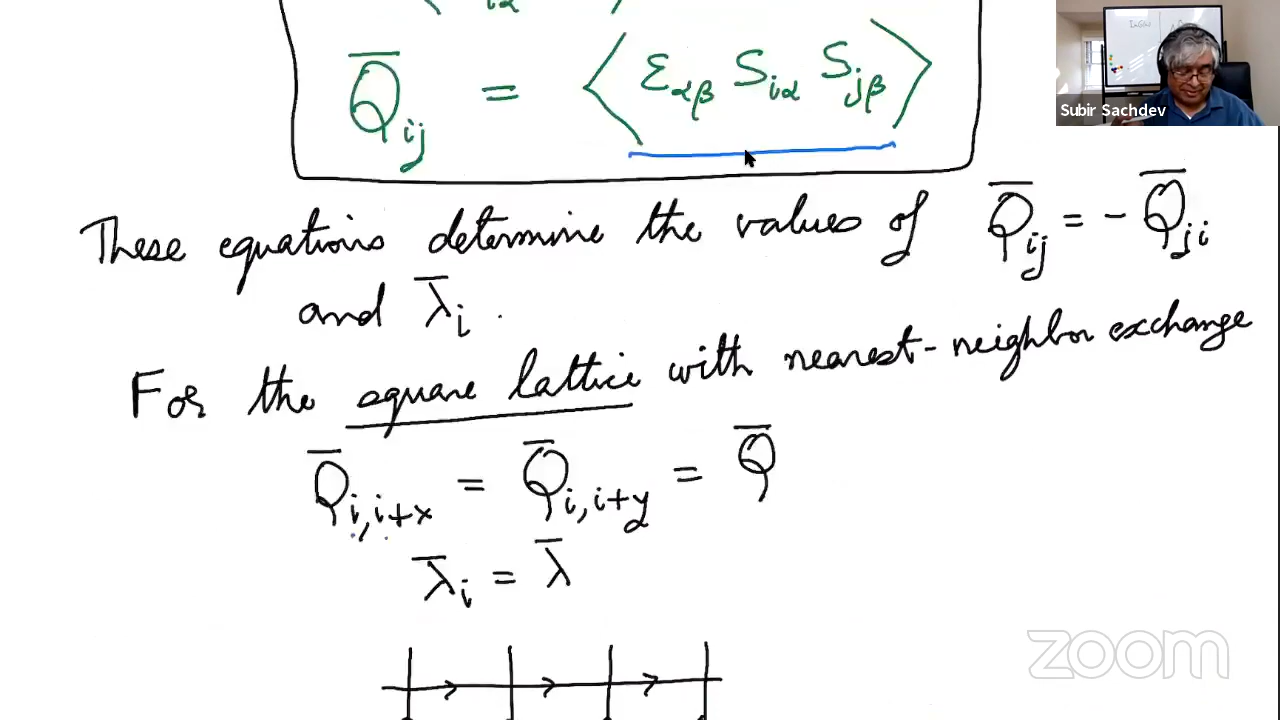 iα
Q̄ij = ⟨ εαβ Siα Sjβ ⟩
Subir Sachdev
These equations determine the values of Q̄ij = - Q̄ji
and λ̄i .
For the square lattice with nearest-neighbor exchange
Q̄i,i+x = Q̄i,i+y = Q̄
λ̄i = λ̄
zoom